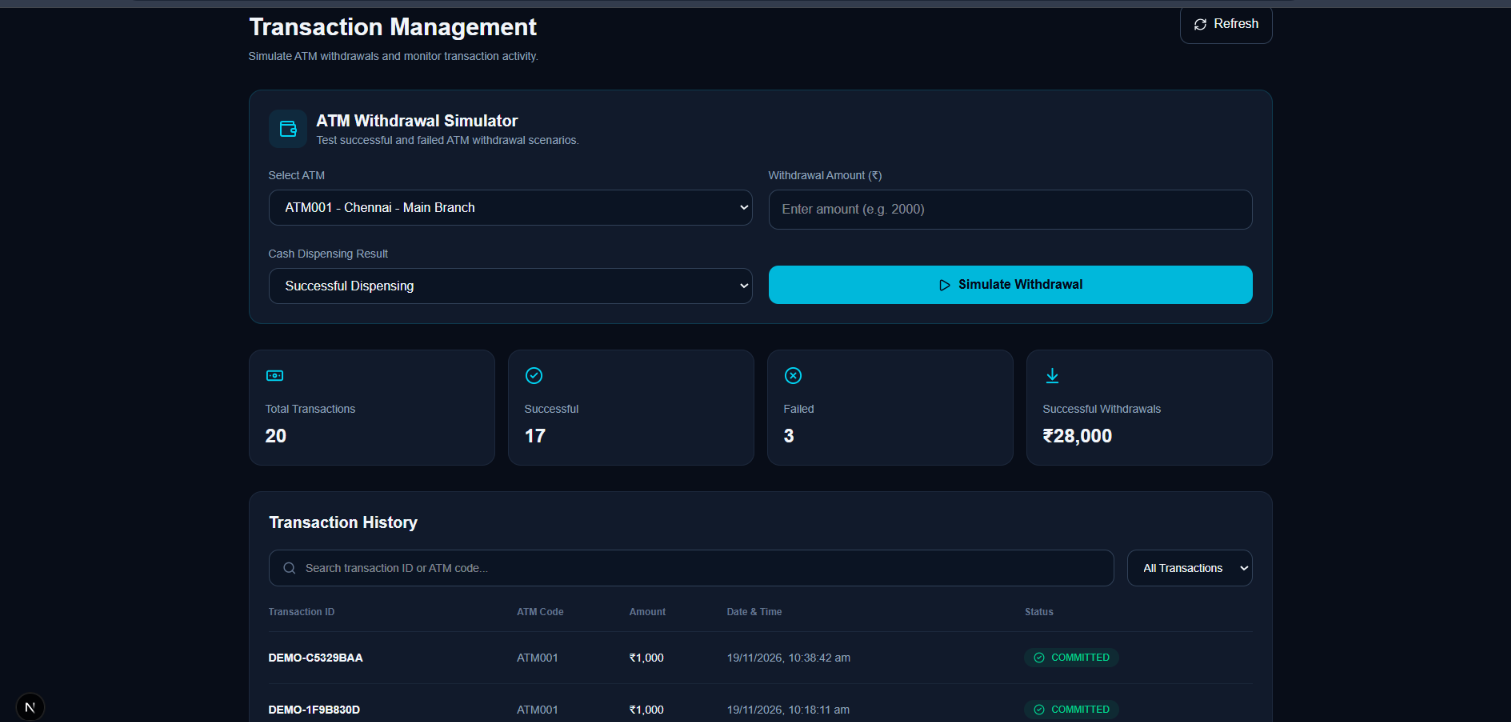 Transaction Management
Refresh
Simulate ATM withdrawals and monitor transaction activity.
ATM Withdrawal Simulator
Test successful and failed ATM withdrawal scenarios.
Select ATM
Withdrawal Amount (₹)
ATM001 - Chennai - Main Branch
Enter amount (e.g. 2000)
Cash Dispensing Result
Successful Dispensing
Simulate Withdrawal
Total Transactions
20
Successful
17
Failed
3
Successful Withdrawals
₹28,000
Transaction History
Search transaction ID or ATM code...
All Transactions
Transaction ID ATM Code Amount Date & Time Status
DEMO-C5329BAA ATM001 ₹1,000 19/11/2026, 10:38:42 am COMMITTED
DEMO-1F9B830D ATM001 ₹1,000 19/11/2026, 10:18:11 am COMMITTED
N